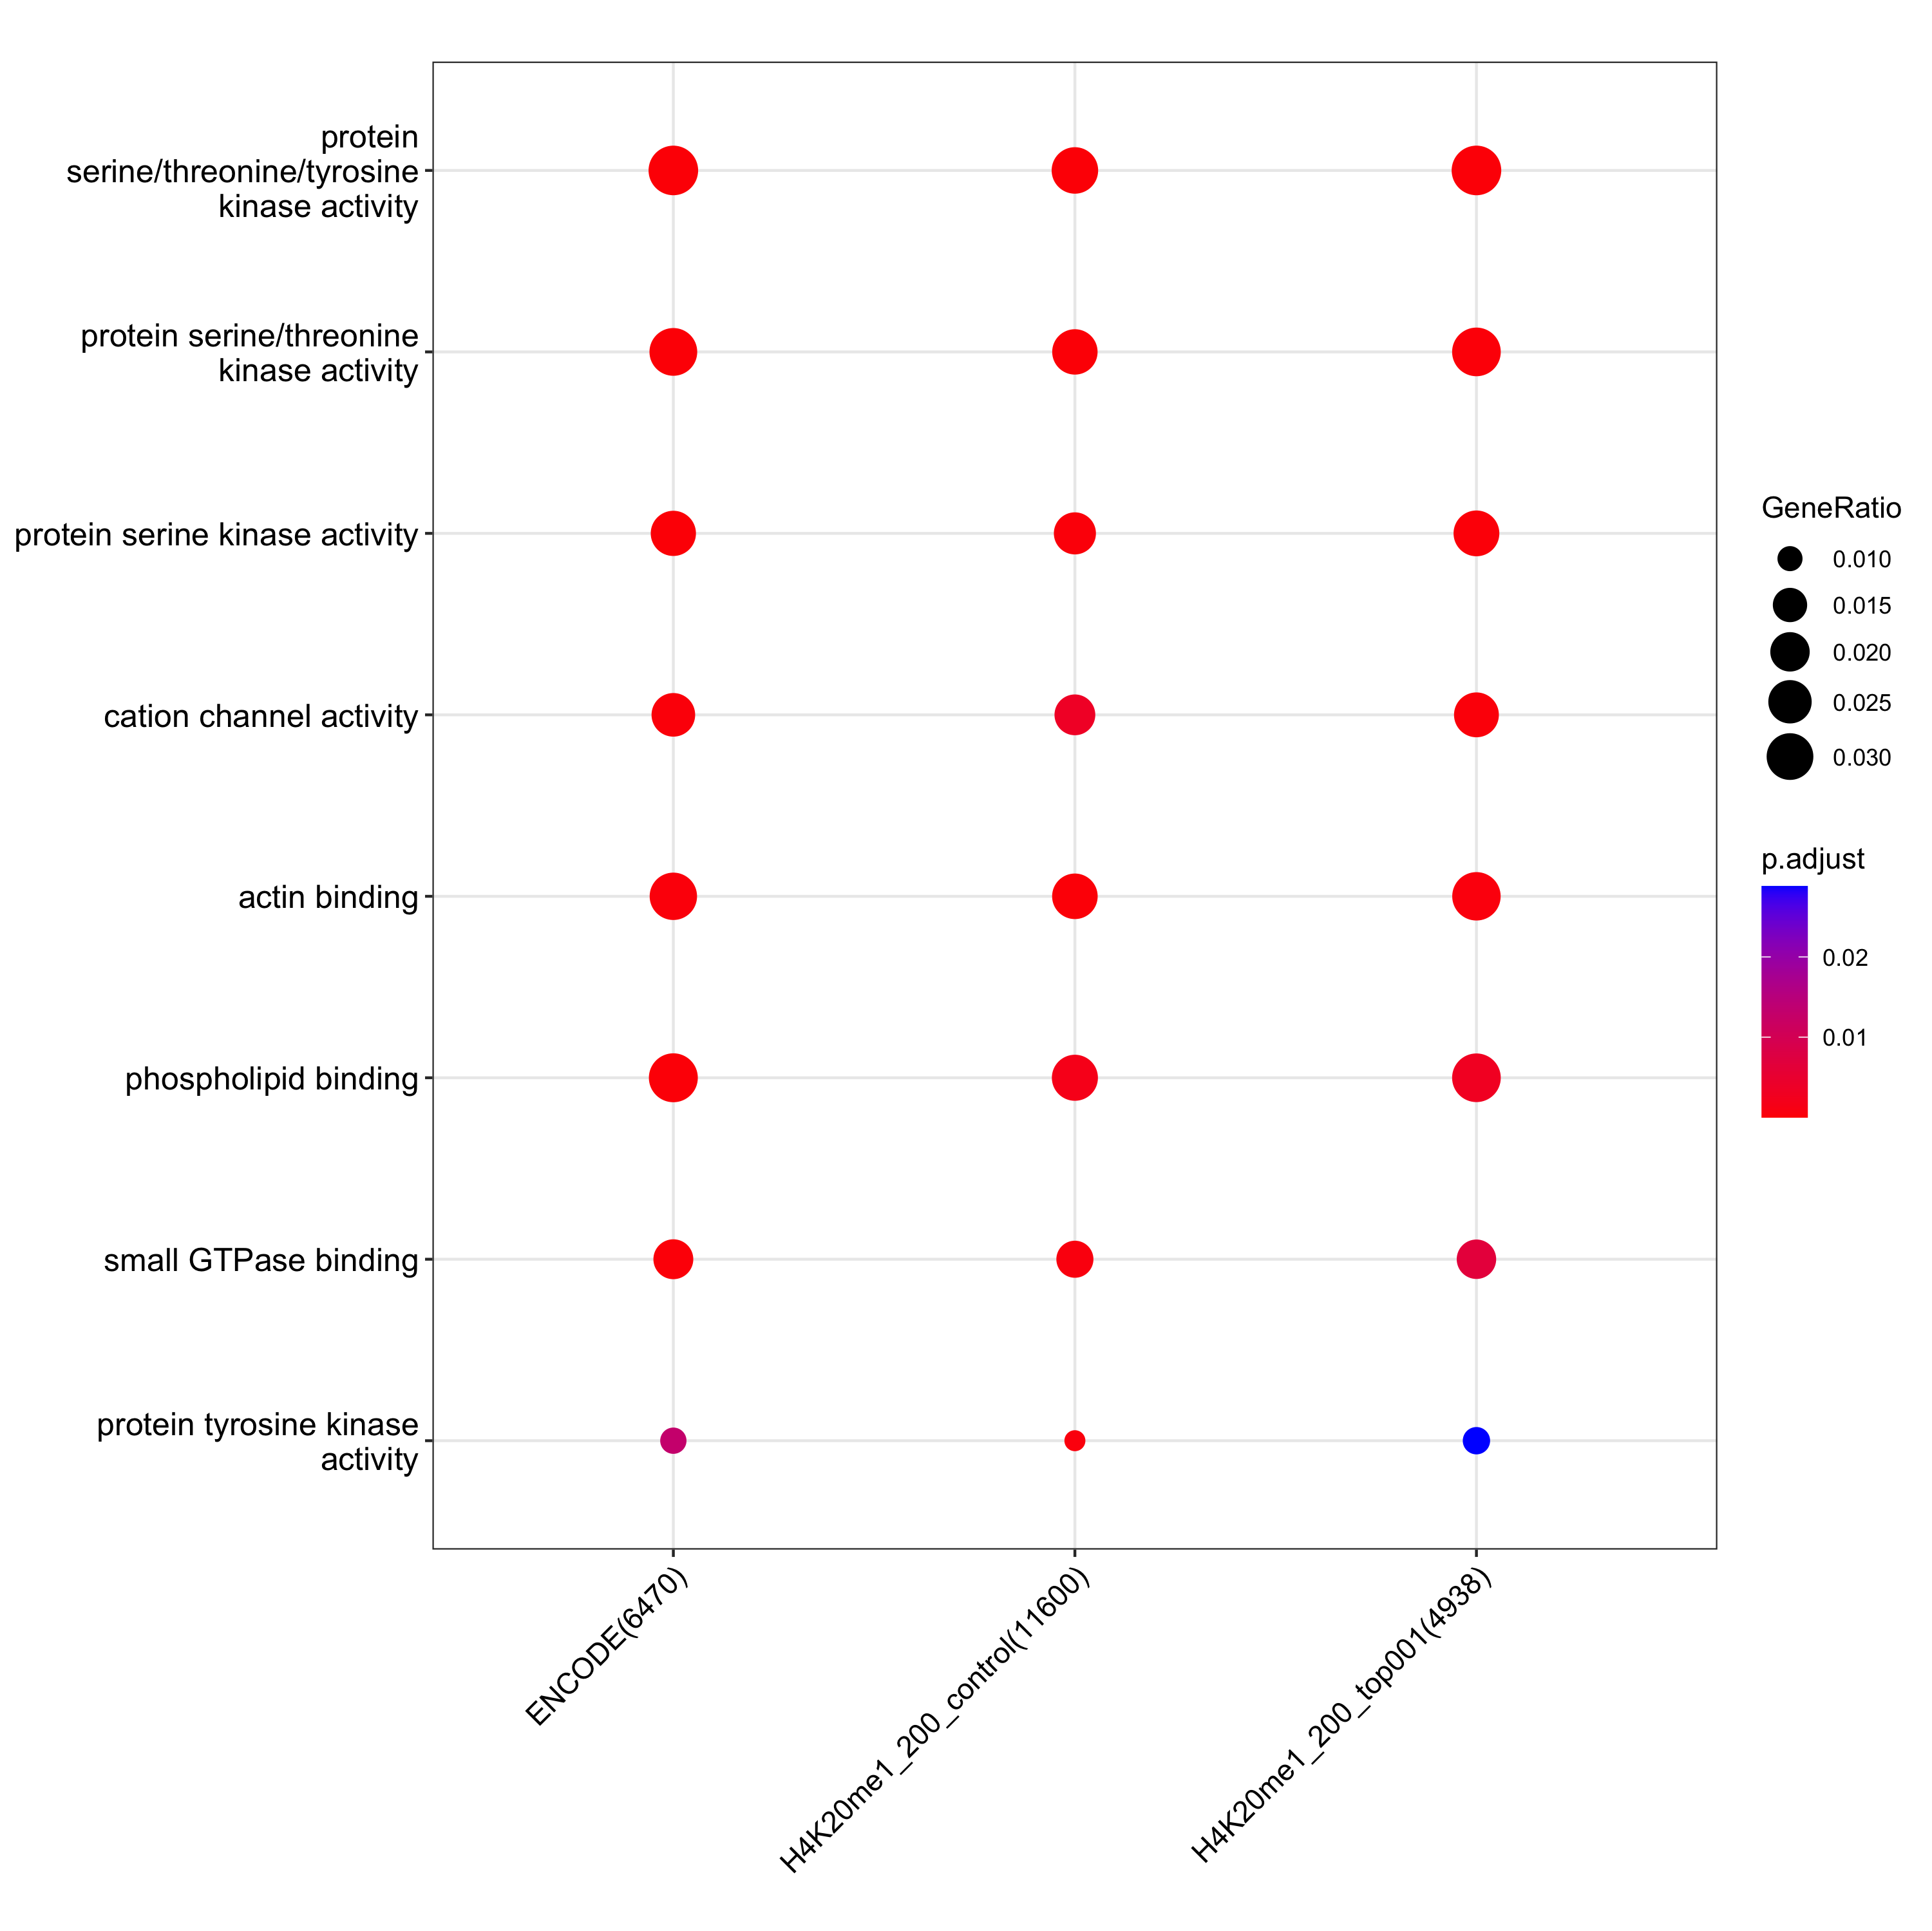 protein
serine/threonine/tyrosine
kinase activity
protein serine/threonine
kinase activity
protein serine kinase activity
cation channel activity
actin binding
phospholipid binding
small GTPase binding
protein tyrosine kinase
activity
ENCODE(6470)
H4K20me1_200_control(11600)
H4K20me1_200_top001(4938)
GeneRatio
0.010
0.015
0.020
0.025
0.030
p.adjust
0.02
0.01